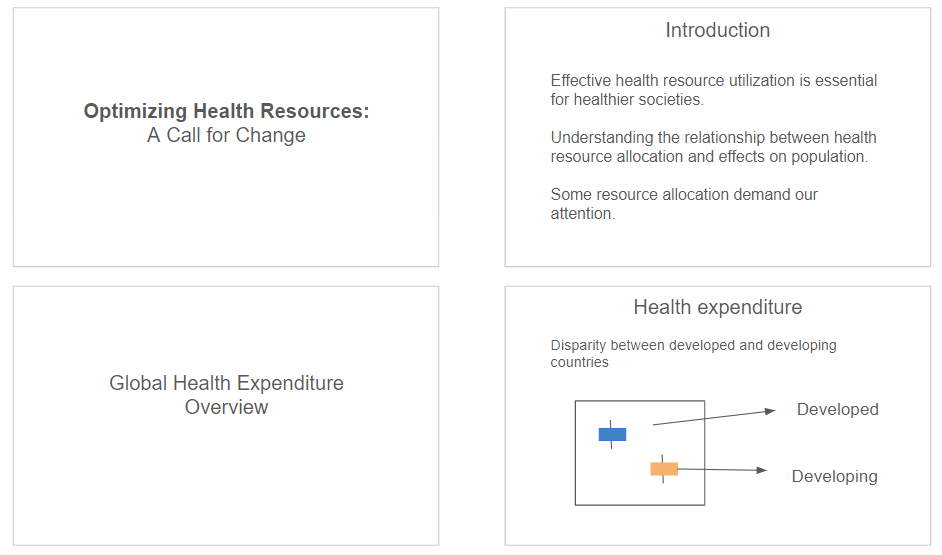 Optimizing Health Resources:
A Call for Change
Introduction
Effective health resource utilization is essential
for healthier societies.
Understanding the relationship between health
resource allocation and effects on population.
Some resource allocation demand our
attention.
Global Health Expenditure
Overview
Health expenditure
Disparity between developed and developing
countries
Developed
Developing